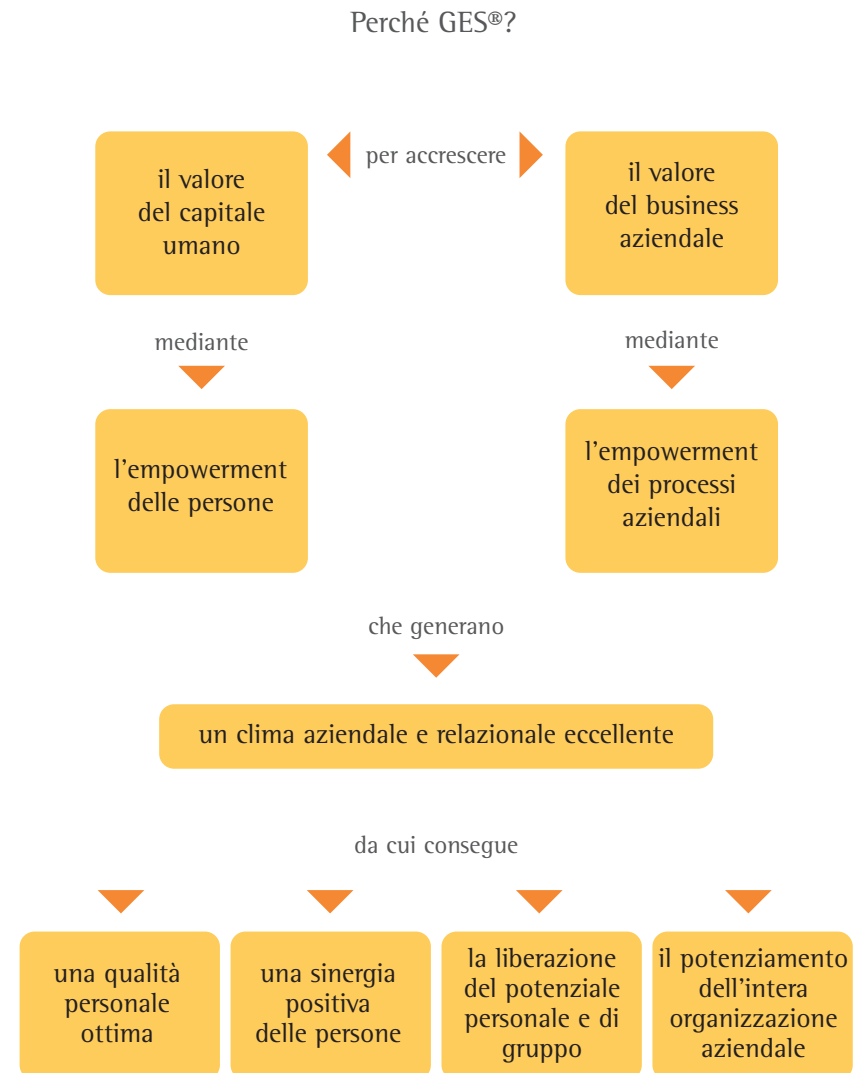 Perché GES®?
per accrescere
il valore
del capitale
umano
il valore
del business
aziendale
mediante
mediante
l'empowerment
delle persone
l'empowerment
dei processi
aziendali
che generano
un clima aziendale e relazionale eccellente
da cui consegue
una qualità
personale
ottima
una sinergia
positiva
delle persone
la liberazione
del potenziale
personale e di
gruppo
il potenziamento
dell'intera
organizzazione
aziendale